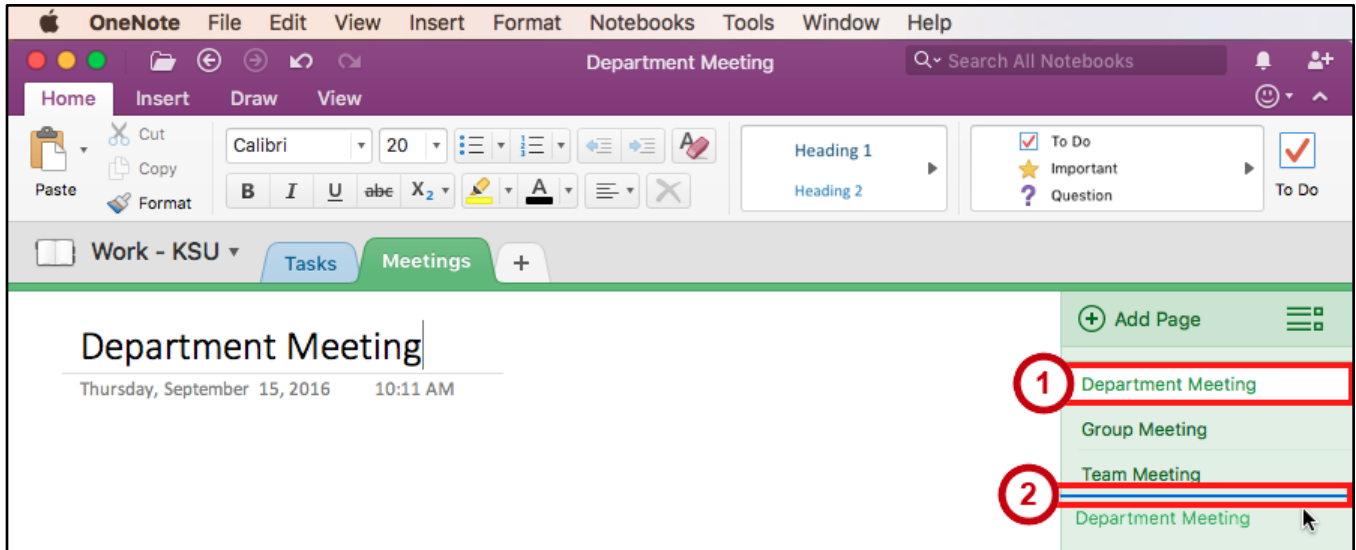 OneNote File Edit View Insert Format Notebooks Tools Window Help
Department Meeting Search All Notebooks
Home Insert Draw View
Paste
Cut
Copy
Format
Calibri 20
B I U abe X2 A
Heading 1
Heading 2
To Do
Important
Question
To Do
Work - KSU Tasks Meetings +
Department Meeting
Thursday, September 15, 2016 10:11 AM
Add Page
1 Department Meeting
Group Meeting
Team Meeting
2
Department Meeting